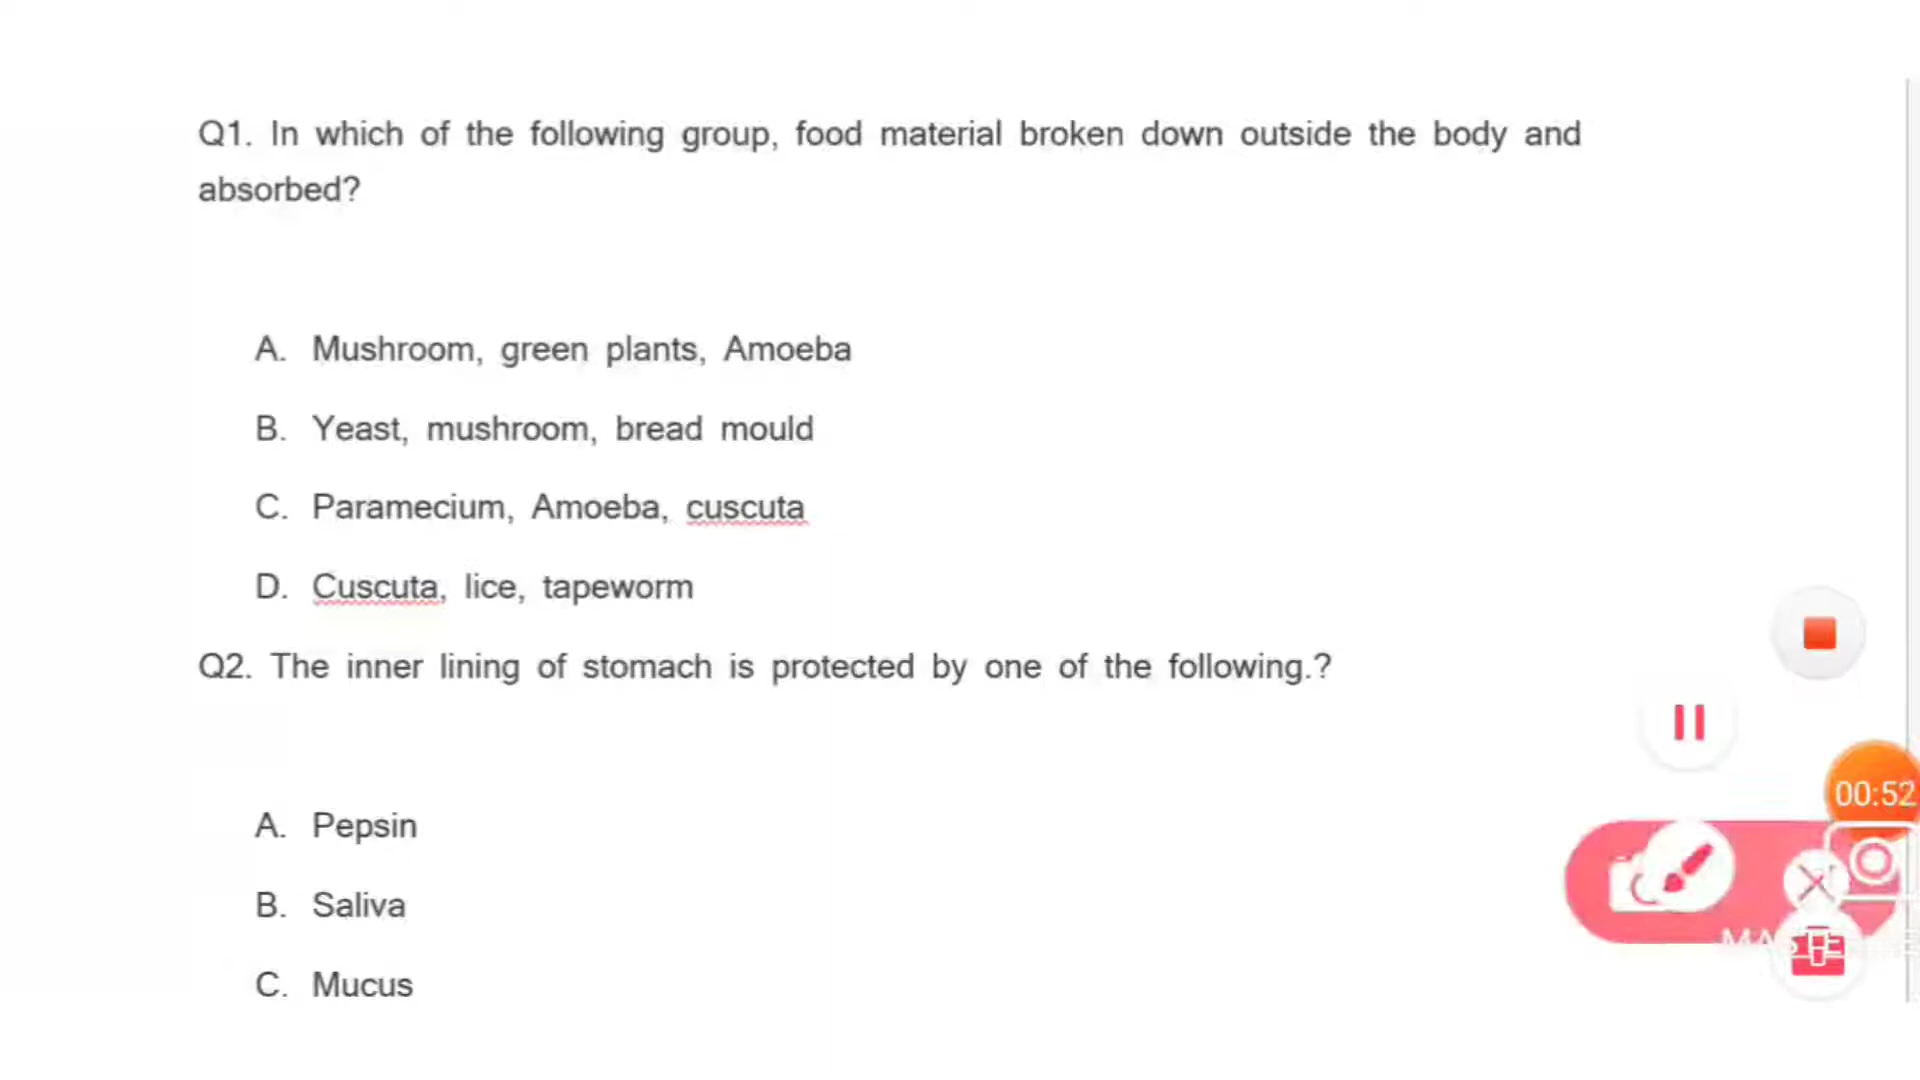 Q1. In which of the following group, food material broken down outside the body and
absorbed?
A. Mushroom, green plants, Amoeba
B. Yeast, mushroom, bread mould
C. Paramecium, Amoeba, cuscuta
D. Cuscuta, lice, tapeworm
Q2. The inner lining of stomach is protected by one of the following.?
00:52
A. Pepsin
B. Saliva
C. Mucus